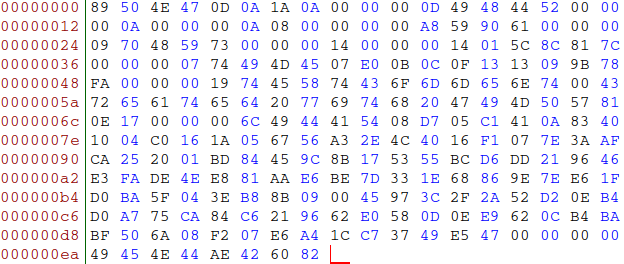 00000000 89 50 4E 47 0D 0A 1A 0A 00 00 00 0D 49 48 44 52 00 00
00000012 00 0A 00 00 00 0A 08 00 00 00 00 A8 59 90 61 00 00 00
00000024 09 70 48 59 73 00 00 00 14 00 00 00 14 01 5C 8C 81 7C
00000036 00 00 00 07 74 49 4D 45 07 E0 0B 0C 0F 13 13 09 9B 78
00000048 FA 00 00 00 19 74 45 58 74 43 6F 6D 6D 65 6E 74 00 43
0000005a 72 65 61 74 65 64 20 77 69 74 68 20 47 49 4D 50 57 81
0000006c 0E 17 00 00 00 6C 49 44 41 54 08 D7 05 C1 41 0A 83 40
0000007e 10 04 C0 16 1A 05 67 56 A3 2E 4C 40 16 F1 07 7E 3A AF
00000090 CA 25 20 01 BD 84 45 9C 8B 17 53 55 BC D6 DD 21 96 46
000000a2 E3 FA DE 4E E8 81 AA E6 BE 7D 33 1E 68 86 9E 7E E6 1F
000000b4 D0 BA 5F 04 3E B8 8B 09 00 45 97 3C 2F 2A 52 D2 0E B4
000000c6 D0 A7 75 CA 84 C6 21 96 62 E0 58 0D 0E E9 62 0C B4 BA
000000d8 BF 50 6A 08 F2 07 E6 A4 1C C7 37 49 E5 47 00 00 00 00
000000ea 49 45 4E 44 AE 42 60 82